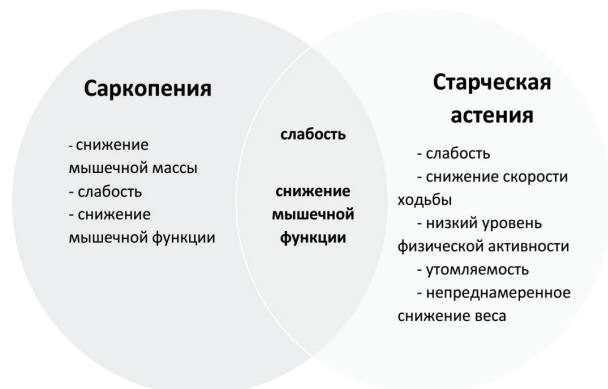 Саркопения
- снижение
мышечной массы
- слабость
- снижение
мышечной функции
слабость
снижение
мышечной
функции
Старческая
астения
- слабость
- снижение скорости
ходьбы
- низкий уровень
физической активности
- утомляемость
- непреднамеренное
снижение веса